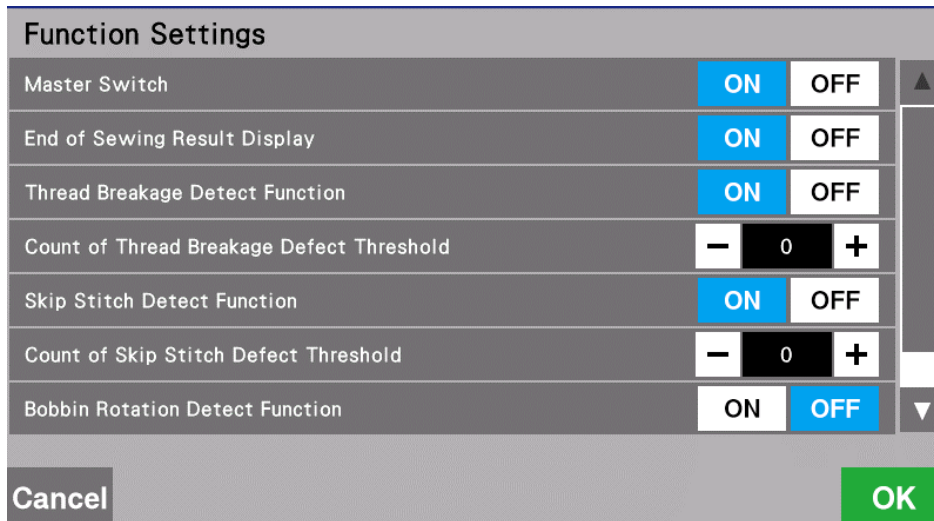 Function Settings
Master Switch ON OFF
End of Sewing Result Display ON OFF
Thread Breakage Detect Function ON OFF
Count of Thread Breakage Defect Threshold − 0 +
Skip Stitch Detect Function ON OFF
Count of Skip Stitch Defect Threshold − 0 +
Bobbin Rotation Detect Function ON OFF
Cancel OK